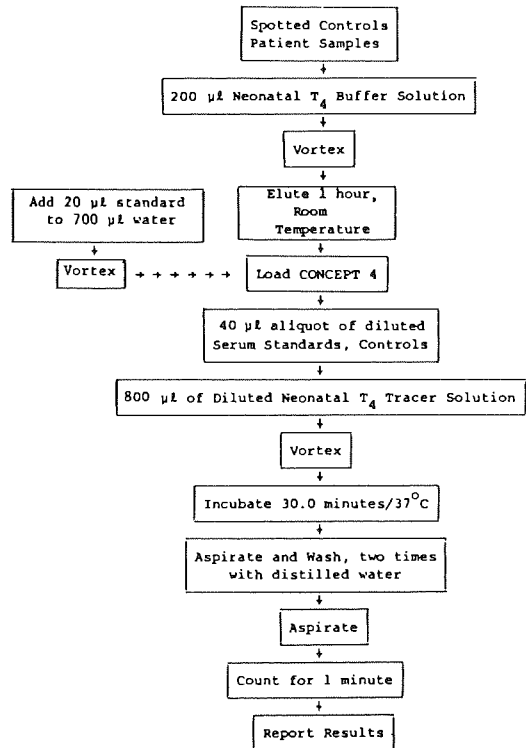 Spotted Controls
Patient Samples
200 µl Neonatal T4 Buffer Solution
Vortex
Add 20 µl standard
to 700 µl water
Elute 1 hour,
Room
Temperature
Vortex
Load CONCEPT 4
40 µl aliquot of diluted
Serum Standards, Controls
800 µl of Diluted Neonatal T4 Tracer Solution
Vortex
Incubate 30.0 minutes/37°C
Aspirate and Wash, two times
with distilled water
Aspirate
Count for 1 minute
Report Results